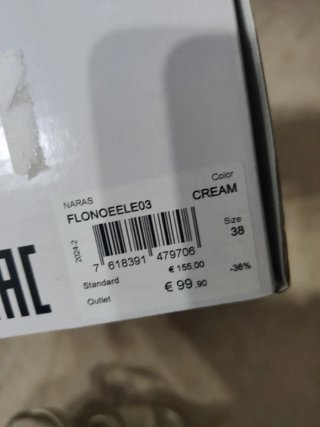 NARAS
Color
FLONOEELE03
CREAM
2024-2
Size
38
7 618391 479706
Standard
€ 155.00
-36%
Outlet
€ 99 .90